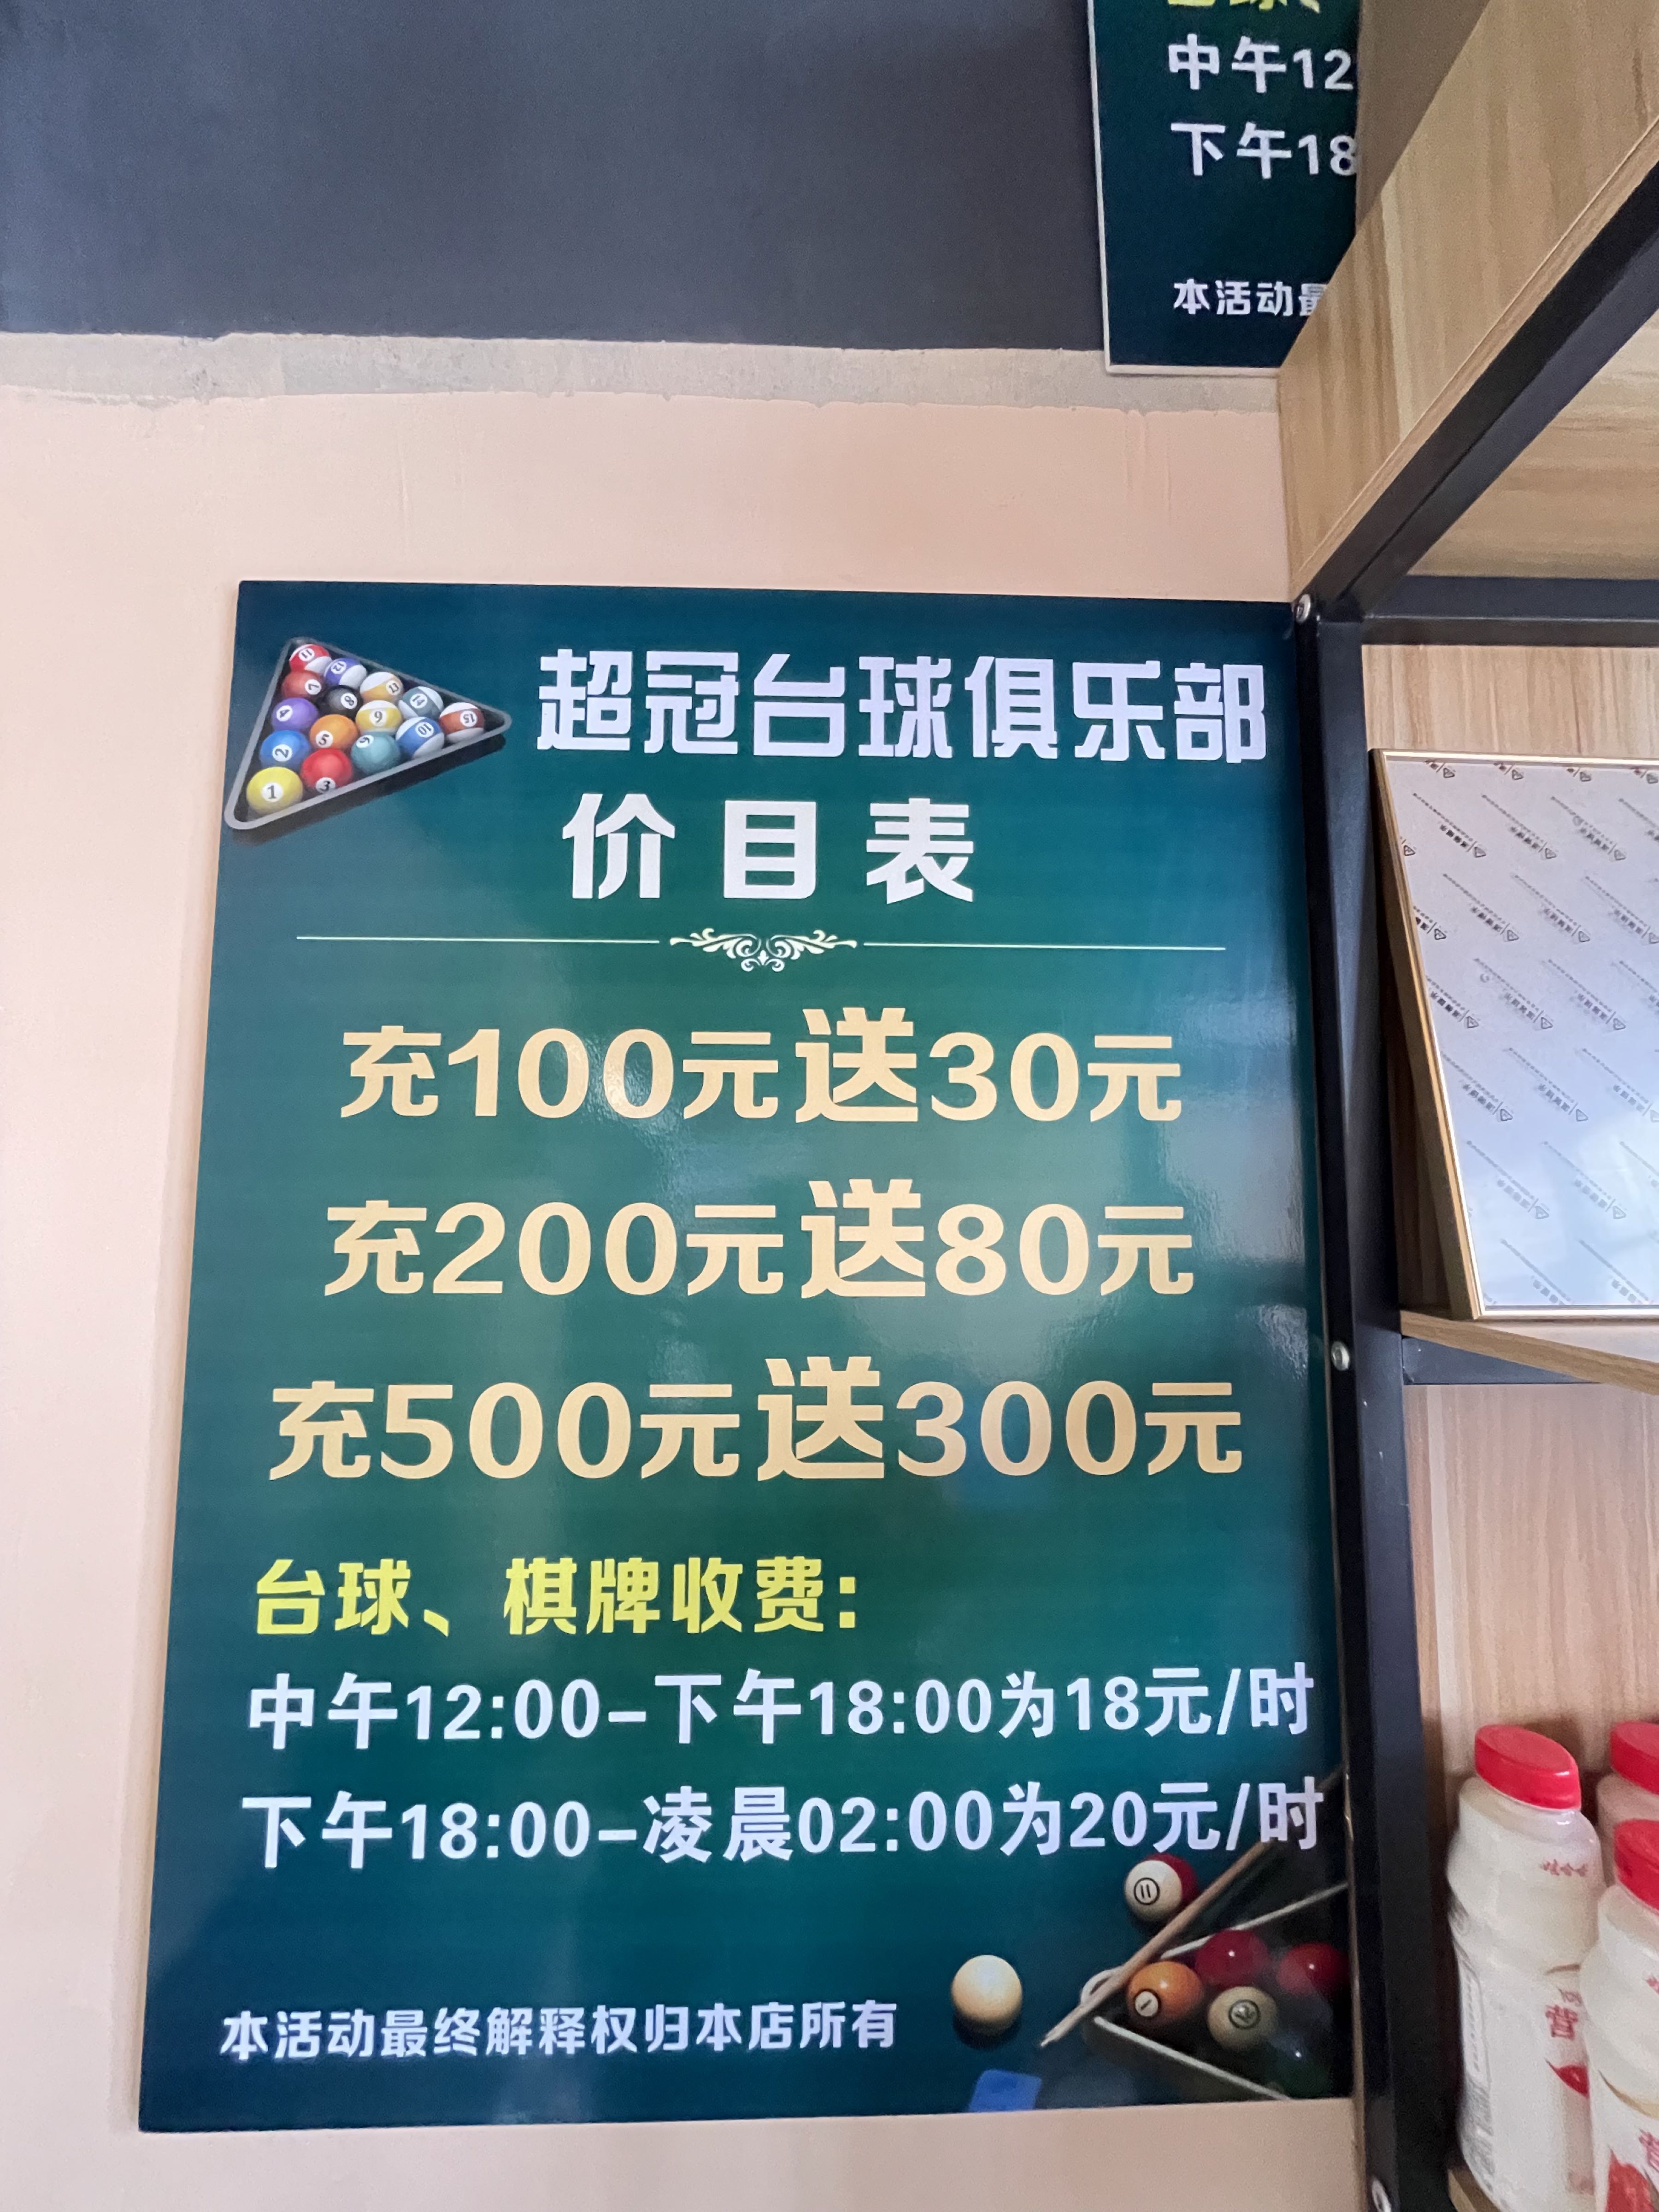 中午12
下午18
本活动
超冠台球俱乐部
价目表
充100元送30元
充200元送80元
充500元送300元
台球、棋牌收费:
中午12:00-下午18:00为18元/时
下午18:00-凌晨02:00为20元/时
本活动最终解释权归本店所有
营